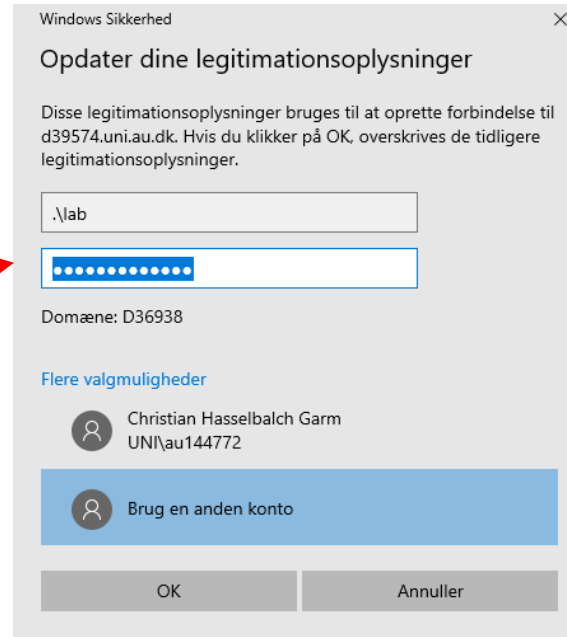 Windows Sikkerhed
Opdater dine legitimationsoplysninger
Disse legitimationsoplysninger bruges til at oprette forbindelse til
d39574.uni.au.dk. Hvis du klikker på OK, overskrives de tidligere
legitimationsoplysninger.
.\lab
•••••••••••••
Domæne: D36938
Flere valgmuligheder
Christian Hasselbalch Garm
UNI\au144772
Brug en anden konto
OK
Annuller